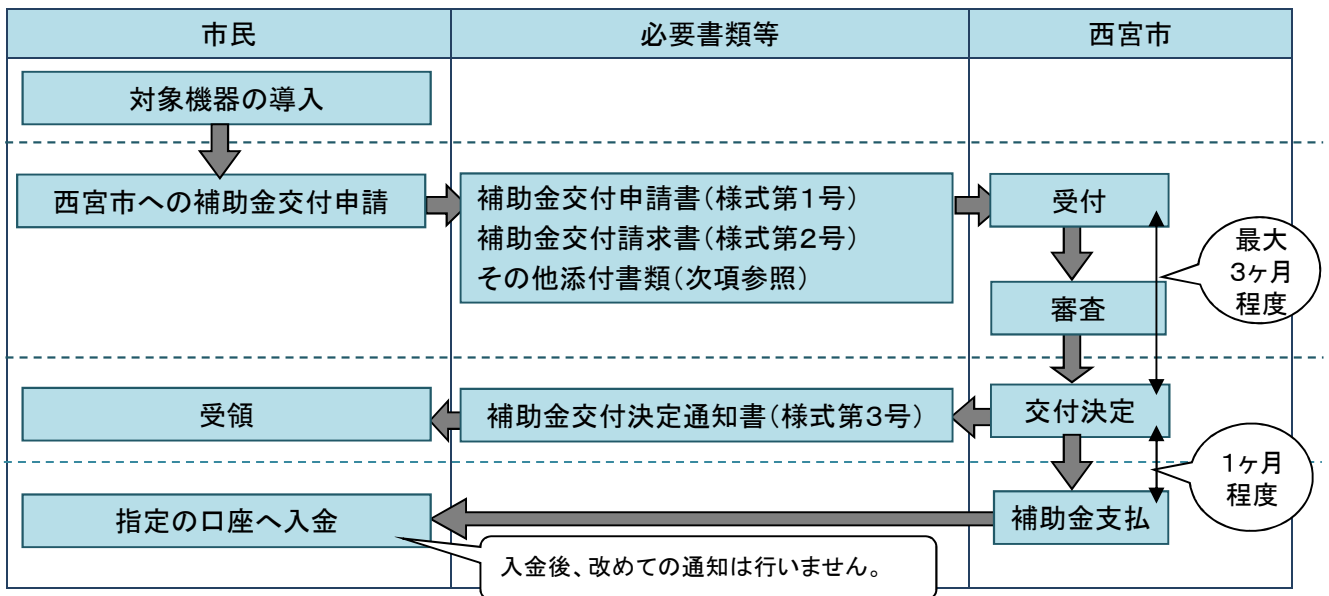 市民
必要書類等
西宮市
対象機器の導入
西宮市への補助金交付申請
補助金交付申請書(様式第1号)
補助金交付請求書(様式第2号)
その他添付書類(次項参照)
受付
審査
最大
3ヶ月
程度
受領
補助金交付決定通知書(様式第3号)
交付決定
1ヶ月
程度
指定の口座へ入金
補助金支払
入金後、改めての通知は行いません。